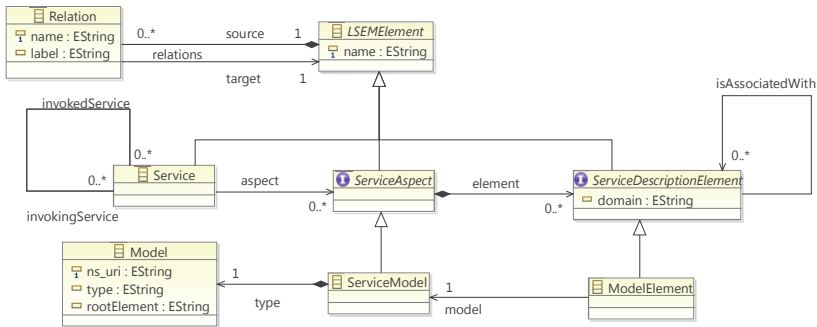 Relation
name : EString
label : EString
0..*
source
1
relations
target
1
LSEMElement
name : EString
invokedService
0..*
0..*
invokingService
Service
aspect
0..*
ServiceAspect
element
0..*
ServiceDescriptionElement
domain : EString
isAssociatedWith
0..*
Model
ns_uri : EString
type : EString
rootElement : EString
1
type
ServiceModel
1
model
ModelElement